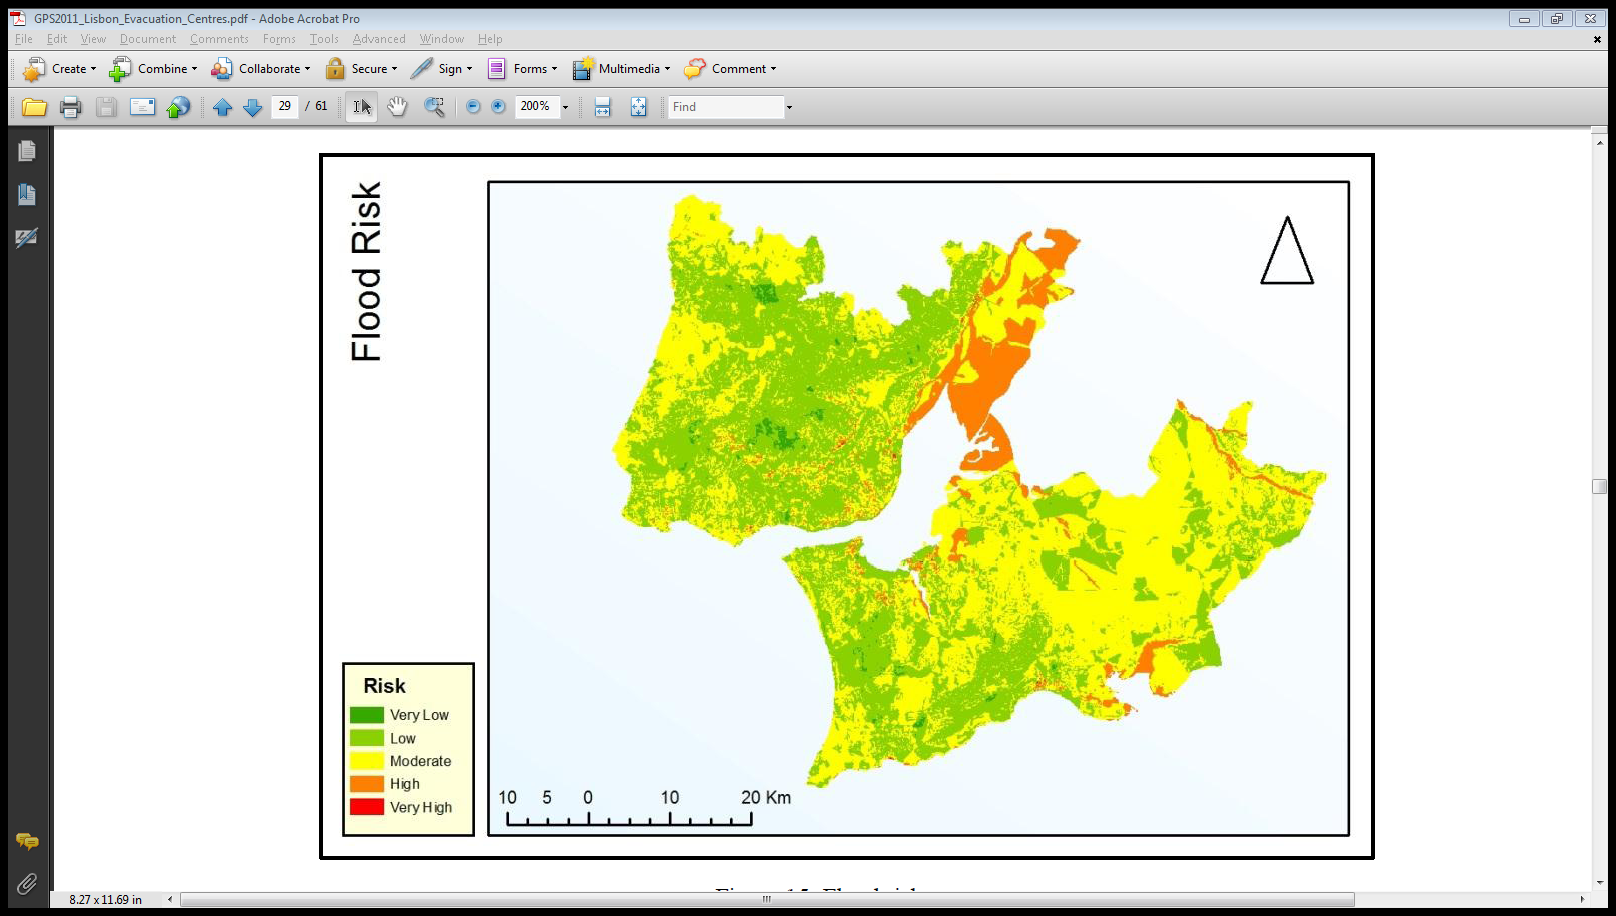 GPS2011_Lisbon_Evacuation_Centres.pdf - Adobe Acrobat Pro
File Edit View Document Comments Forms Tools Advanced Window Help
Create Combine Collaborate Secure Sign Forms Multimedia Comment
29 / 61 200% Find
Flood Risk
Risk
Very Low
Low
Moderate
High
Very High
10 5 0 10 20 Km
8.27 x 11.69 in